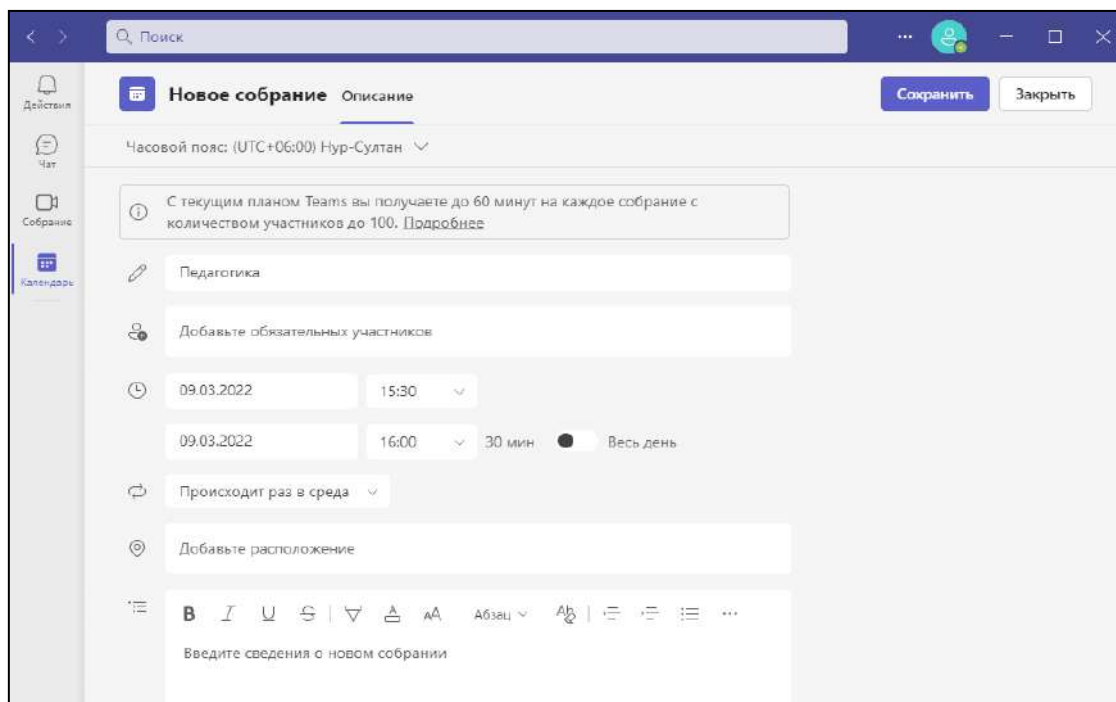 Поиск
Действия
Чат
Собрание
Календарь
Новое собрание Описание
Сохранить Закрыть
Часовой пояс: (UTC+06:00) Нур-Султан
С текущим планом Teams вы получаете до 60 минут на каждое собрание с
количеством участников до 100. Подробнее
Педагогика
Добавьте обязательных участников
09.03.2022 15:30
09.03.2022 16:00 30 мин Весь день
Происходит раз в среда
Добавьте расположение
B I U S A AA Абзац Ab
Введите сведения о новом собрании